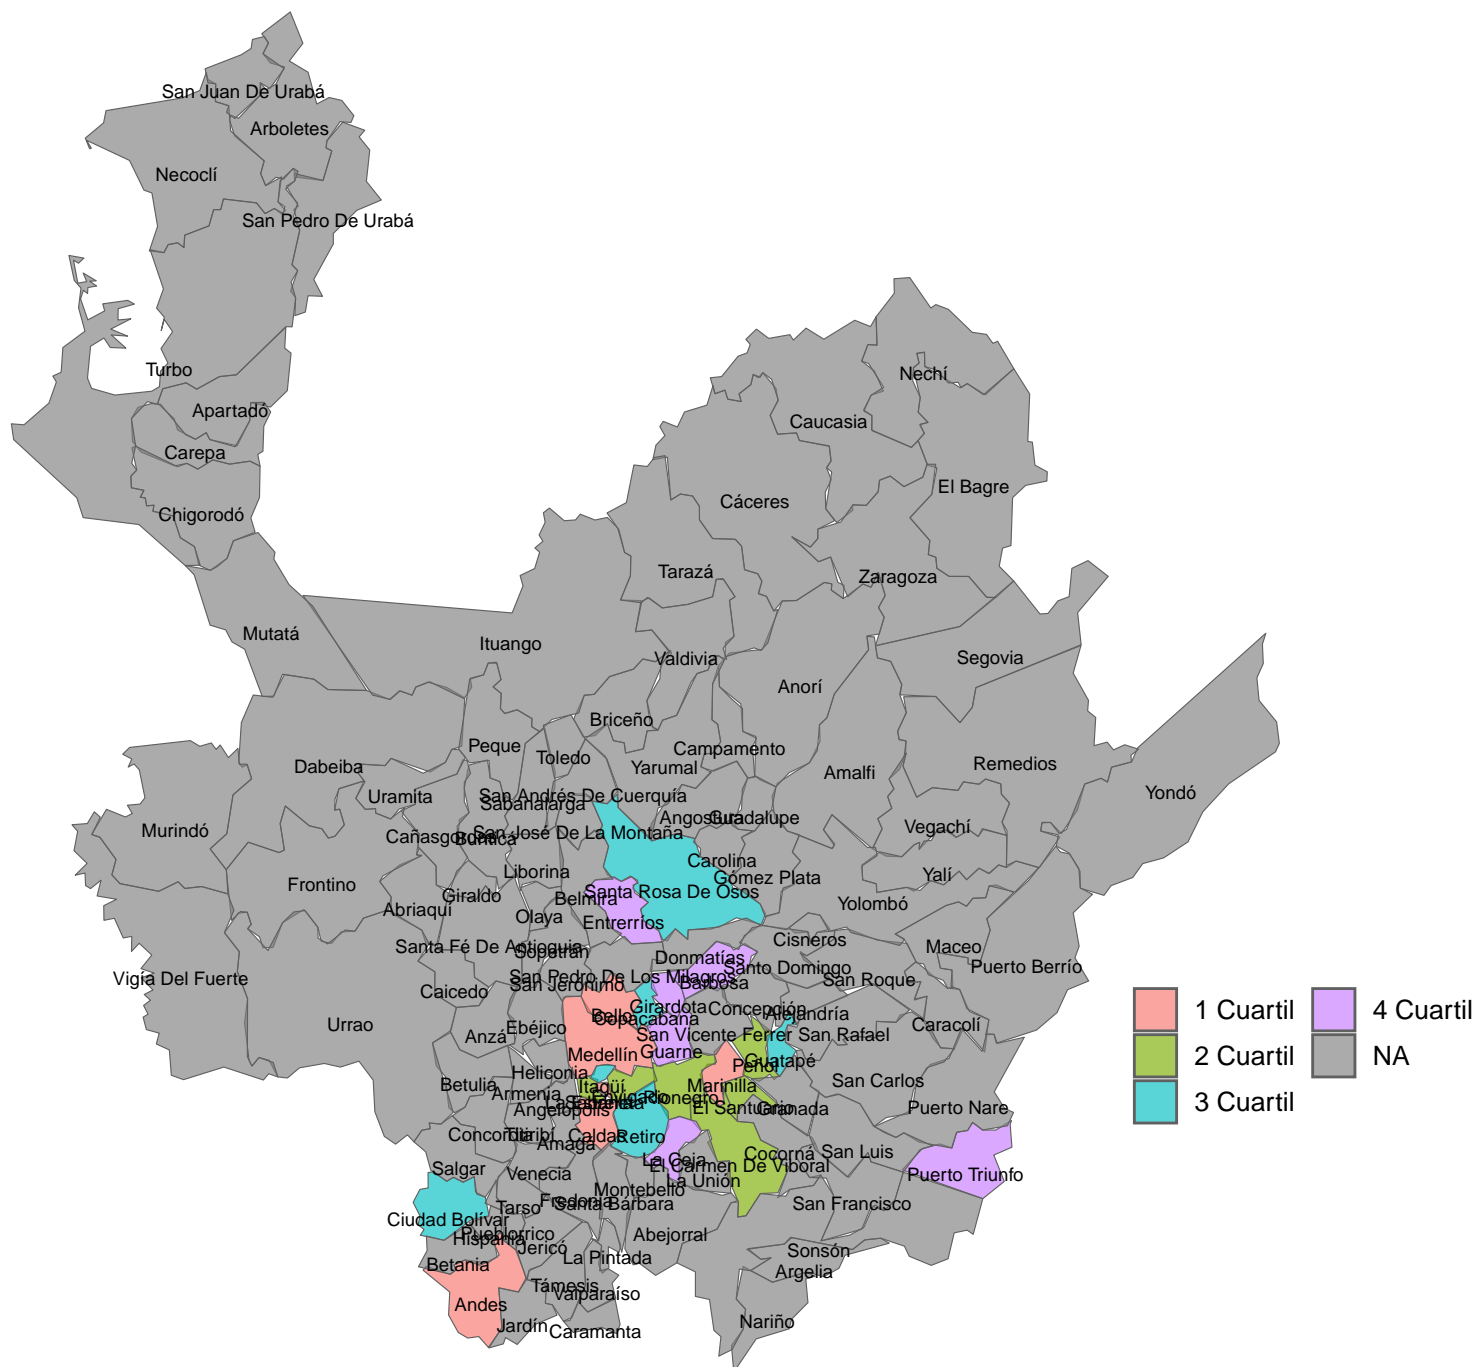 San Juan De Urabá
Arboletes
Necoclí
San Pedro De Urabá
Turbo
Apartadó
Carepa
Chigorodó
Nechí
Caucasia
El Bagre
Cáceres
Tarazá
Zaragoza
Mutatá
Ituango
Valdivia
Segovia
Anorí
Briceño
Peque
Toledo
Campamento
Yarumal
Dabeiba
Amalfi
Remedios
Yondó
Uramita
San Andrés De Cuerquía
Sabanalarga
Angostura
Guadalupe
Murindó
Cañasgordas
Buriticá
San José De La Montaña
Vegachí
Carolina
Gómez Plata
Liborina
Yalí
Frontino
Giraldo
Abriaquí
Belmira
Santa Rosa De Osos
Yolombó
Olaya
Entrerríos
Santa Fé De Antioquia
Sopetrán
Cisneros
Maceo
Donmatías
Santo Domingo
Puerto Berrío
Vigía Del Fuerte
San Pedro De Los Milagros
San Jerónimo
Barbosa
San Roque
Caicedo
Girardota
Concepción
Alejandría
Bello
Copacabana
Urrao
Anzá
Ebéjico
San Vicente Ferrer
San Rafael
Caracolí
Medellín
Guarne
Guatapé
Peñol
Heliconia
Betulia
Armenia
Itagüí
Envigado
Rionegro
Marinilla
San Carlos
La Estrella
Sabaneta
Angelópolis
El Santuario
Granada
Puerto Nare
Concordia
Titiribí
Amagá
Caldas
Retiro
Cocorná
San Luis
La Ceja
El Carmen De Viboral
La Unión
Puerto Triunfo
Salgar
Venecia
Montebello
Tarso
Fredonia
Santa Bárbara
San Francisco
Ciudad Bolívar
Pueblorrico
Hispania
Jericó
Abejorral
Betania
La Pintada
Sonsón
Argelia
Támesis
Valparaíso
Andes
Jardín
Caramanta
Nariño
1 Cuartil
2 Cuartil
3 Cuartil
4 Cuartil
NA